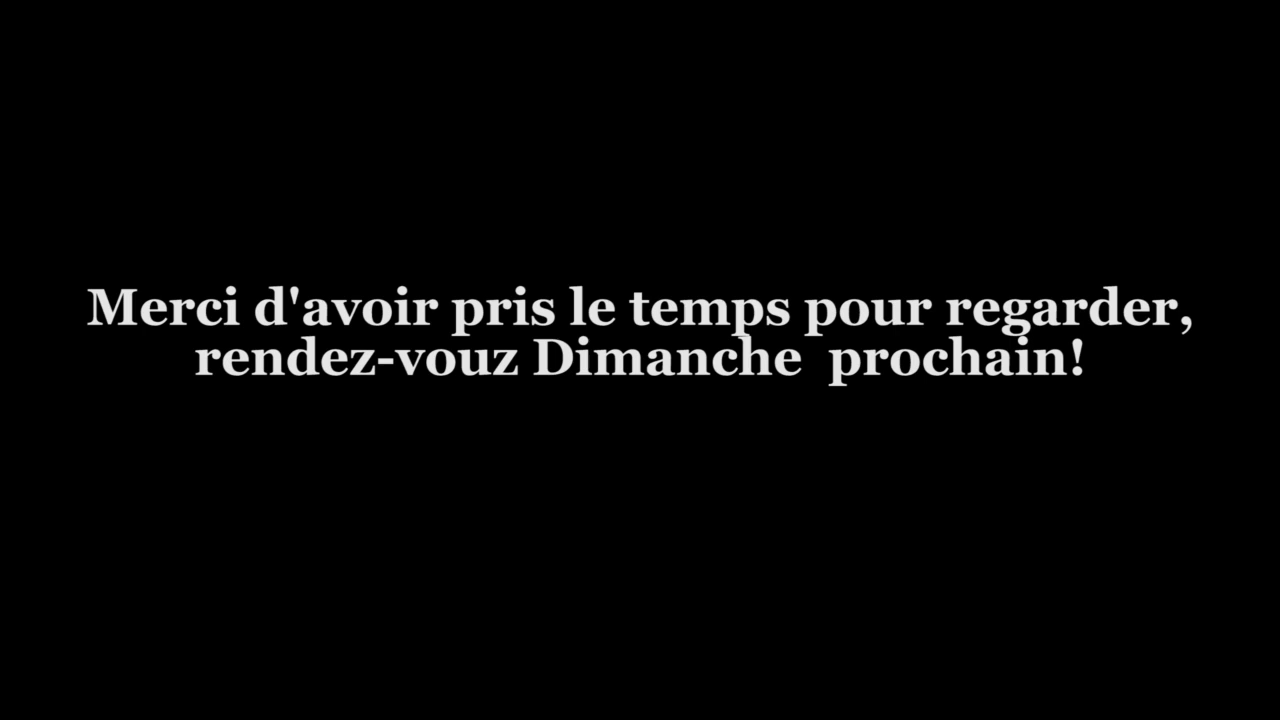 Merci d'avoir pris le temps pour regarder,
rendez-vouz Dimanche  prochain!